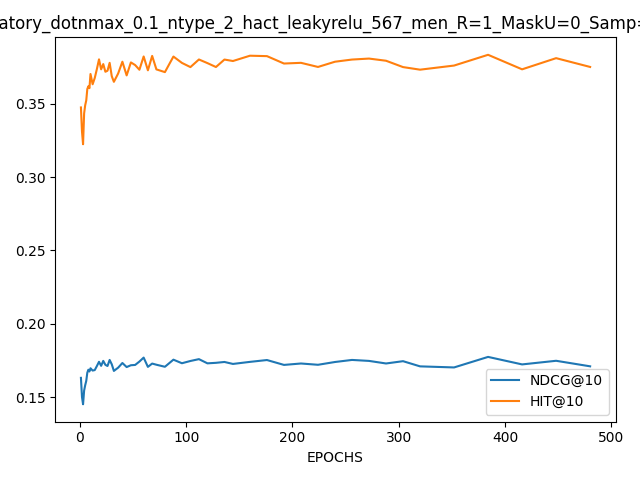 atory_dotnmax_0.1_ntype_2_hact_leakyrelu_567_men_R=1_MaskU=0_Samp=
0.35
0.30
0.25
0.20
0.15
NDCG@10
HIT@10
0 100 200 300 400 500
EPOCHS